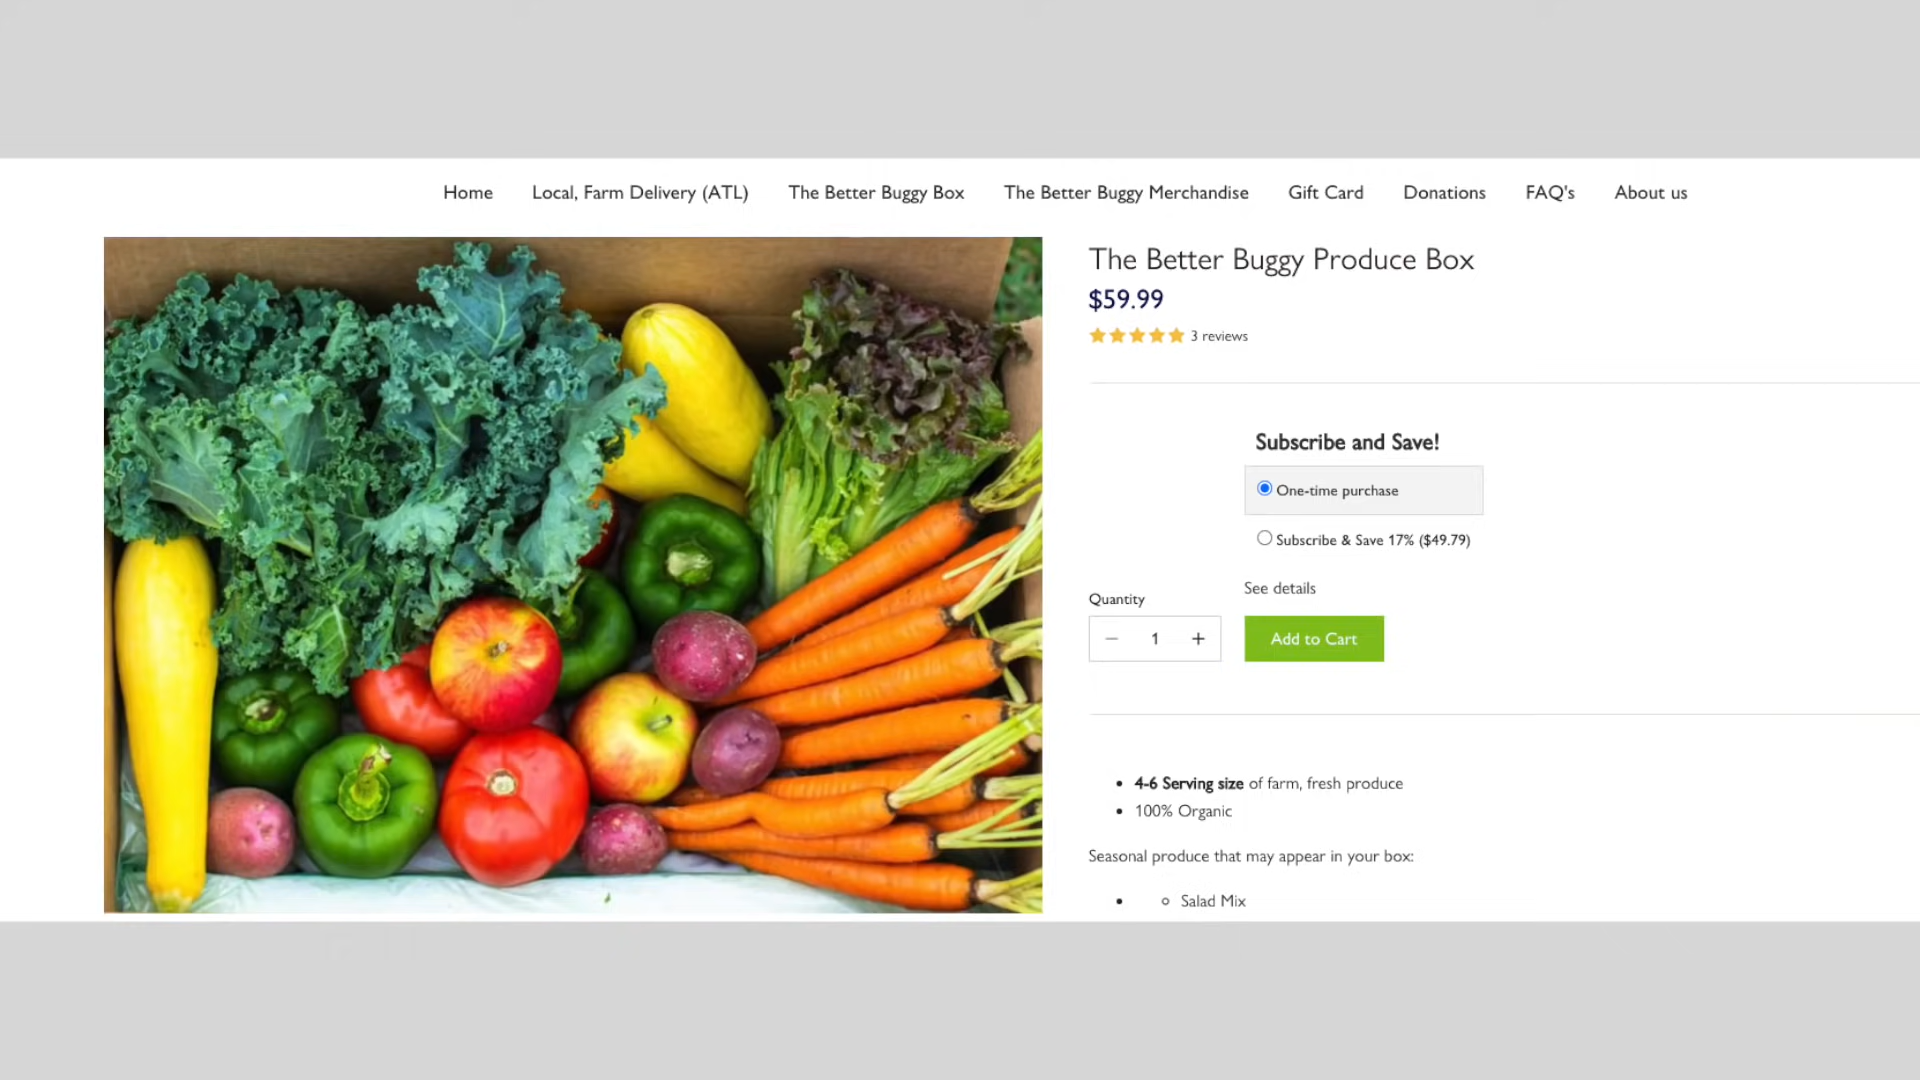 Home Local, Farm Delivery (ATL) The Better Buggy Box The Better Buggy Merchandise Gift Card Donations FAQ's About us
The Better Buggy Produce Box
$59.99
3 reviews
Subscribe and Save!
One-time purchase
Subscribe & Save 17% ($49.79)
See details
Quantity
− 1 +
Add to Cart
• 4-6 Serving size of farm, fresh produce
• 100% Organic
Seasonal produce that may appear in your box:
• ○ Salad Mix